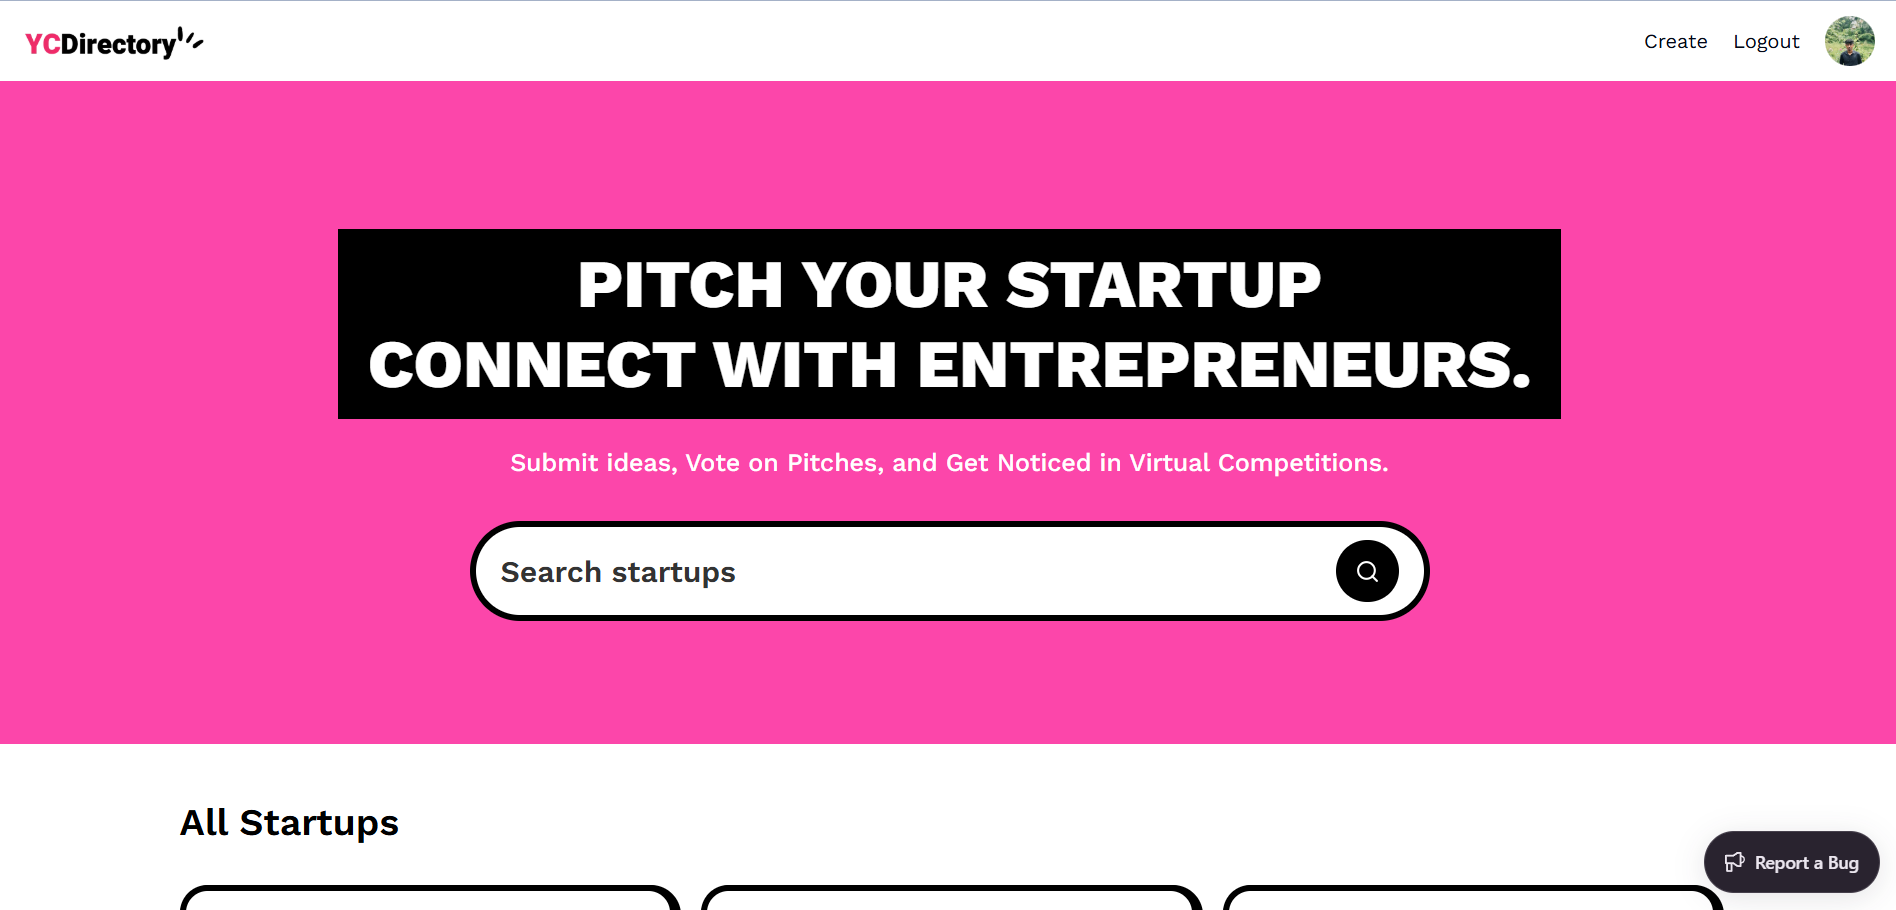 YCDirectory
Create
Logout
PITCH YOUR STARTUP
CONNECT WITH ENTREPRENEURS.
Submit ideas, Vote on Pitches, and Get Noticed in Virtual Competitions.
Search startups
All Startups
Report a Bug